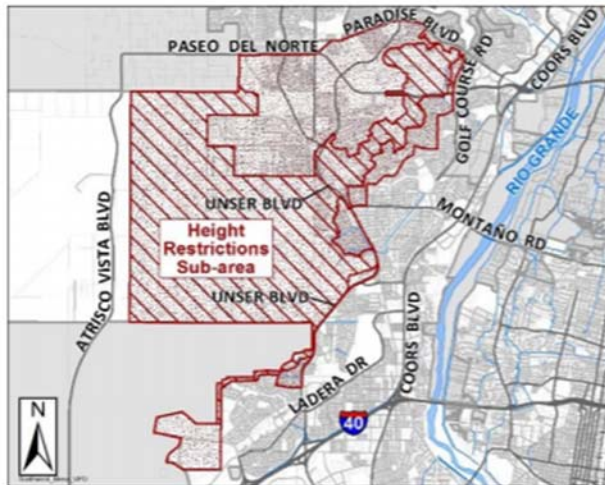 PARADISE BLVD
PASEO DEL NORTE
GOLF COURSE RD
COORS BLVD
RIO GRANDE
UNSER BLVD
MONTAÑO RD
Height
Restrictions
Sub-area
UNSER BLVD
ATRISCO VISTA BLVD
COORS BLVD
LADERA DR
N
40